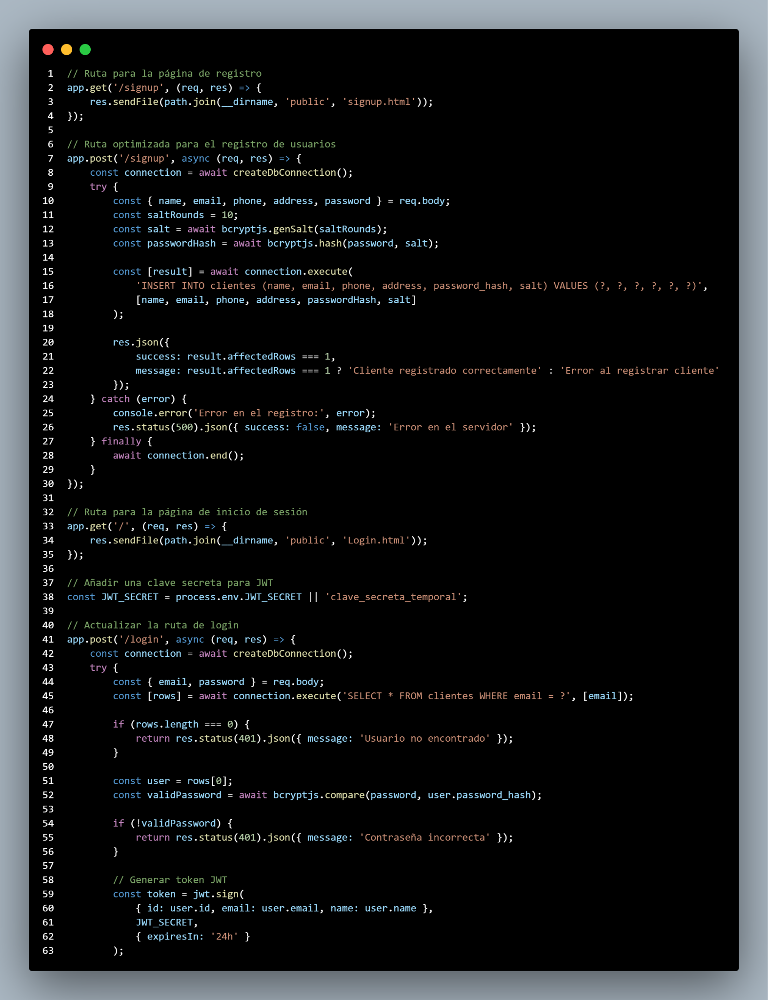 1 // Ruta para la página de registro
2 app.get('/signup', (req, res) => {
3     res.sendFile(path.join(__dirname, 'public', 'signup.html'));
4 });
5
6 // Ruta optimizada para el registro de usuarios
7 app.post('/signup', async (req, res) => {
8     const connection = await createDbConnection();
9     try {
10         const { name, email, phone, address, password } = req.body;
11         const saltRounds = 10;
12         const salt = await bcryptjs.genSalt(saltRounds);
13         const passwordHash = await bcryptjs.hash(password, salt);
14
15         const [result] = await connection.execute(
16             'INSERT INTO clientes (name, email, phone, address, password_hash, salt) VALUES (?, ?, ?, ?, ?, ?)',
17             [name, email, phone, address, passwordHash, salt]
18         );
19
20         res.json({
21             success: result.affectedRows === 1,
22             message: result.affectedRows === 1 ? 'Cliente registrado correctamente' : 'Error al registrar cliente'
23         });
24     } catch (error) {
25         console.error('Error en el registro:', error);
26         res.status(500).json({ success: false, message: 'Error en el servidor' });
27     } finally {
28         await connection.end();
29     }
30 });
31
32 // Ruta para la página de inicio de sesión
33 app.get('/', (req, res) => {
34     res.sendFile(path.join(__dirname, 'public', 'Login.html'));
35 });
36
37 // Añadir una clave secreta para JWT
38 const JWT_SECRET = process.env.JWT_SECRET || 'clave_secreta_temporal';
39
40 // Actualizar la ruta de login
41 app.post('/login', async (req, res) => {
42     const connection = await createDbConnection();
43     try {
44         const { email, password } = req.body;
45         const [rows] = await connection.execute('SELECT * FROM clientes WHERE email = ?', [email]);
46
47         if (rows.length === 0) {
48             return res.status(401).json({ message: 'Usuario no encontrado' });
49         }
50
51         const user = rows[0];
52         const validPassword = await bcryptjs.compare(password, user.password_hash);
53
54         if (!validPassword) {
55             return res.status(401).json({ message: 'Contraseña incorrecta' });
56         }
57
58         // Generar token JWT
59         const token = jwt.sign(
60             { id: user.id, email: user.email, name: user.name },
61             JWT_SECRET,
62             { expiresIn: '24h' }
63         );